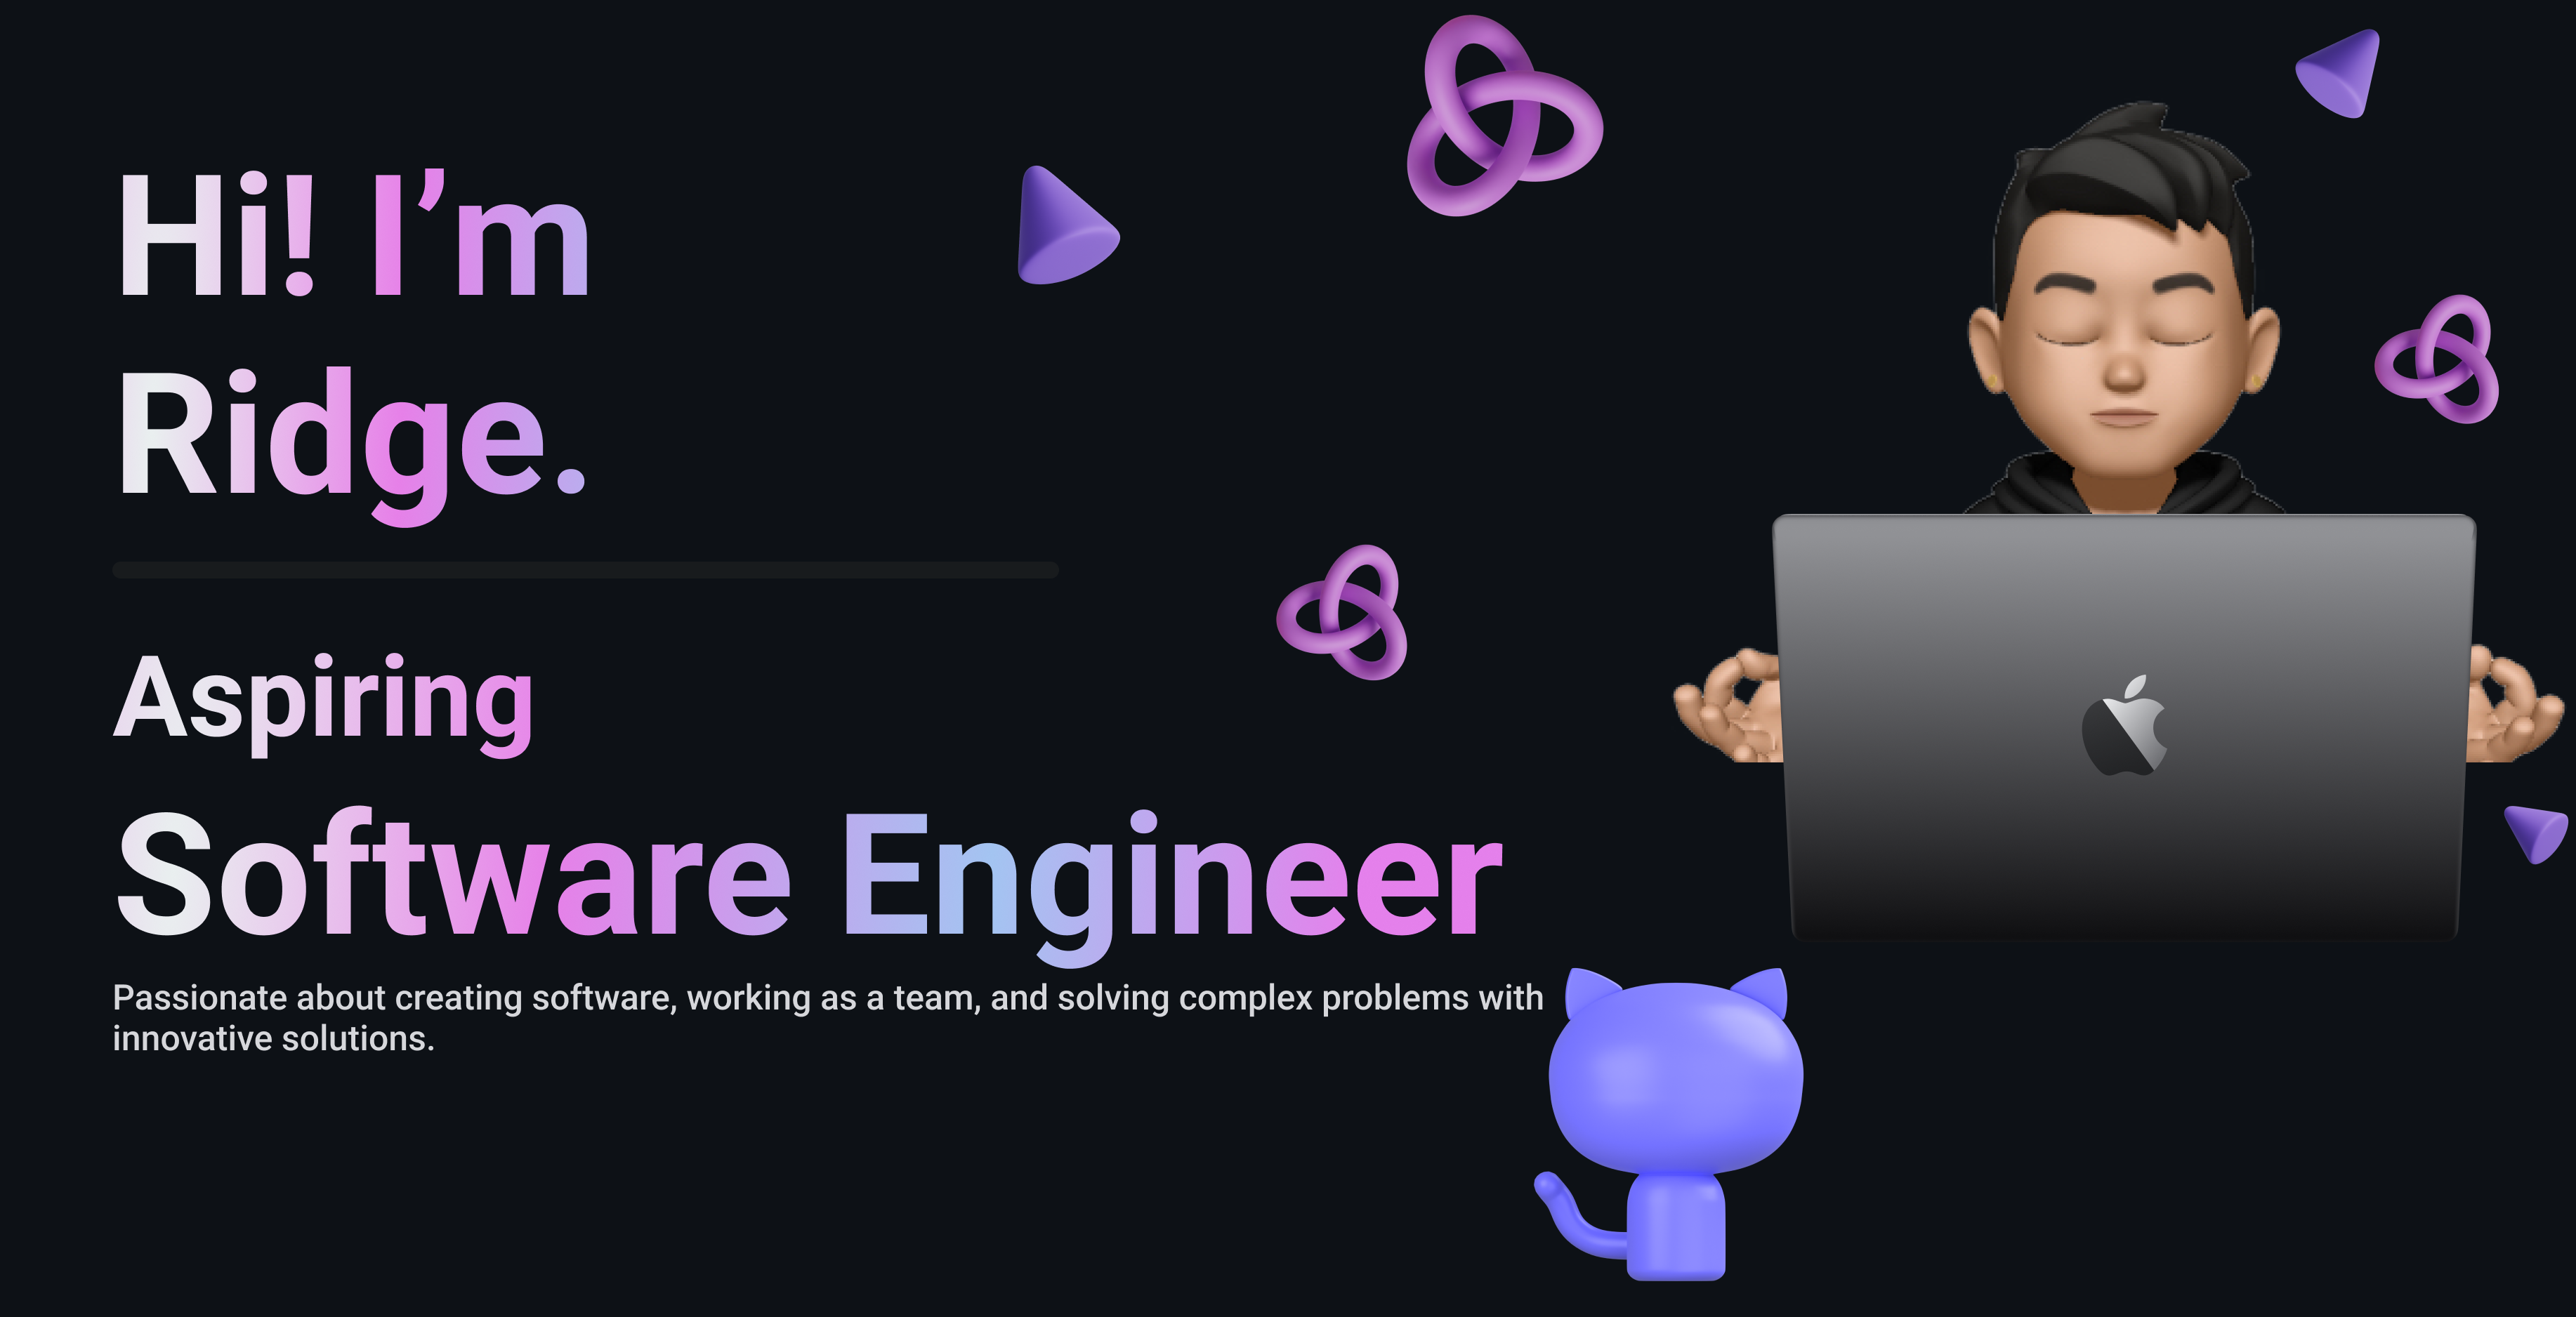 Hi! I’m
Ridge.
Aspiring
Software Engineer
Passionate about creating software, working as a team, and solving complex problems with
innovative solutions.